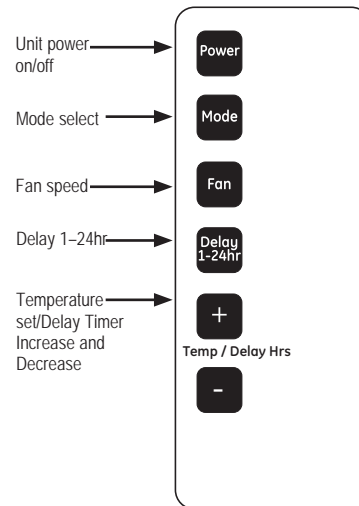 Unit power
on/off
Power
Mode select
Mode
Fan speed
Fan
Delay 1–24hr
Delay
1-24hr
Temperature
set/Delay Timer
Increase and
Decrease
+
Temp / Delay Hrs
-